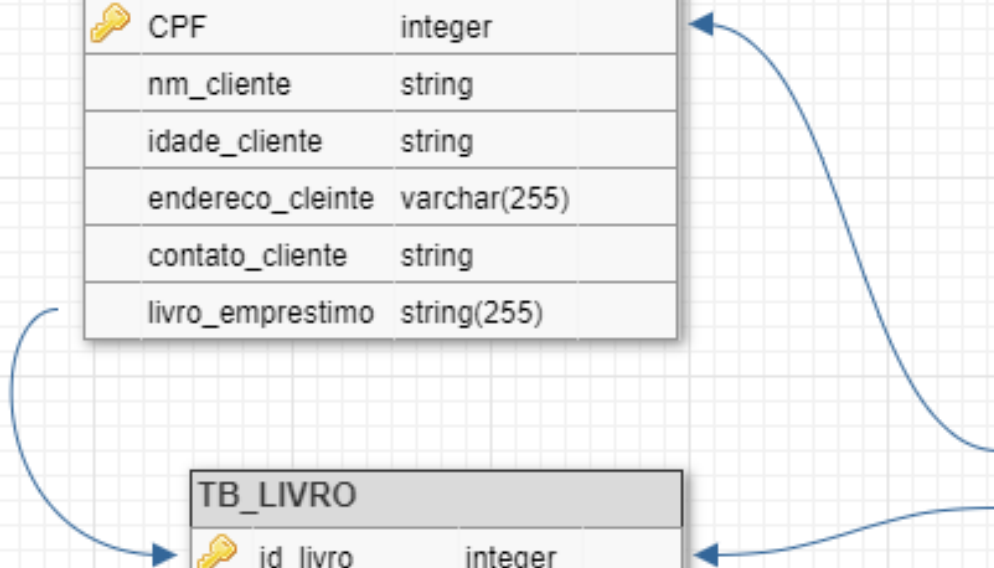 CPF integer
nm_cliente string
idade_cliente string
endereco_cleinte varchar(255)
contato_cliente string
livro_emprestimo string(255)
TB_LIVRO
id_livro integer